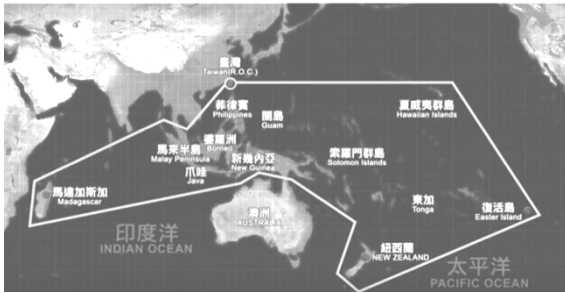 臺灣
Taiwan(R.O.C.)
菲律賓
Philippines
關島
Guam
夏威夷群島
Hawaiian Islands
馬來半島
Malay Peninsula
婆羅洲
Borneo
新幾內亞
New Guinea
索羅門群島
Solomon Islands
爪哇
Java
馬達加斯加
Madagascar
澳洲
AUSTRALIA
東加
Tonga
復活島
Easter Island
印度洋
INDIAN OCEAN
紐西蘭
NEW ZEALAND
太平洋
PACIFIC OCEAN